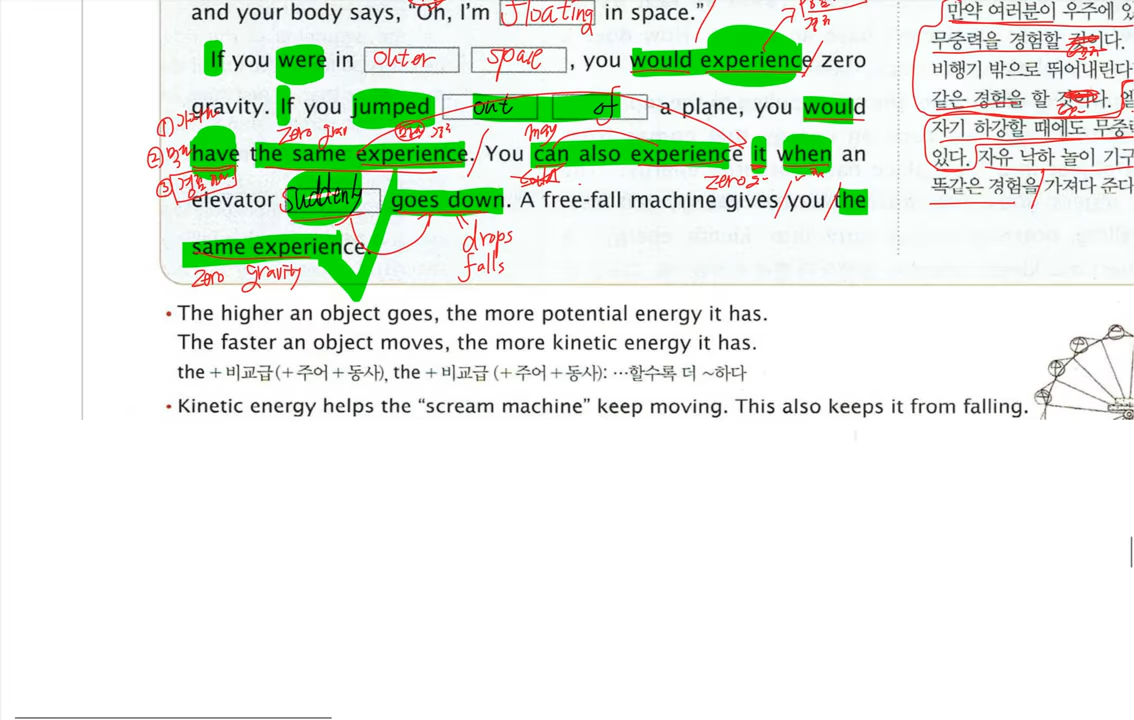 and your body says, “Oh, I’m floating in space.”
만약 여러분이 우주에 있
If you were in outer space, you would experience zero
무중력을 경험할 것이다.
비행기 밖으로 뛰어내린다
gravity. If you jumped out of a plane, you would
같은 경험을 할 것이다. 엘
zero may
자기 하강할 때에도 무중력
② have the same experience. You can also experience it when an
있다. 자유 낙하 놀이 기구
③ zero
똑같은 경험을 가져다 준다
elevator suddenly goes down. A free-fall machine gives you the
same experience. drops
zero gravity falls
• The higher an object goes, the more potential energy it has.
The faster an object moves, the more kinetic energy it has.
the + 비교급(+ 주어 + 동사), the + 비교급 (+ 주어 + 동사): …할수록 더 ~하다
• Kinetic energy helps the “scream machine” keep moving. This also keeps it from falling.